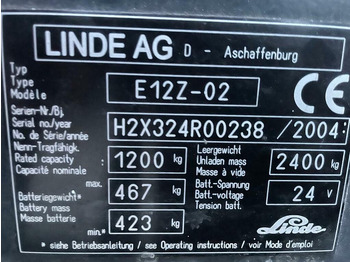 LINDE AG D - Aschaffenburg
Typ
Type E12Z-02
Modèle
CE
Serien-Nr/Bj.
Serial no/year H2X324R00238 /2004
No. de Série/année
Nenn-Tragfähigk. Leergewicht
Rated capacity 1200 kg Unladen mass 2400 kg
Capacité nominale Masse à vide
max. Batt.-Spannung
Batteriegewicht* 467 kg Batt.-voltage 24 V
Battery mass Tension batt.
Masse batterie 423 kg Linde
min.*
* siehe Betriebsanleitung / see Operating instructions / voir Mode d'emploi